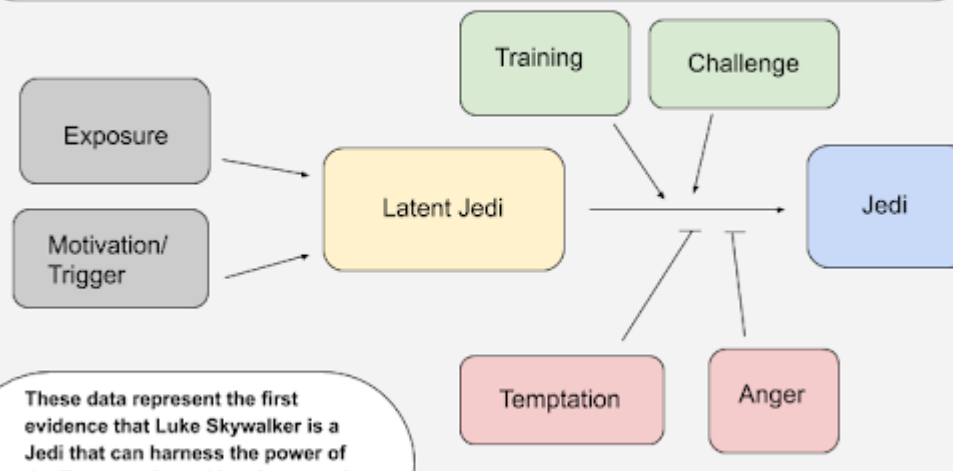 Training
Challenge
Exposure
Latent Jedi
Jedi
Motivation/
Trigger
Temptation
Anger
These data represent the first
evidence that Luke Skywalker is a
Jedi that can harness the power of